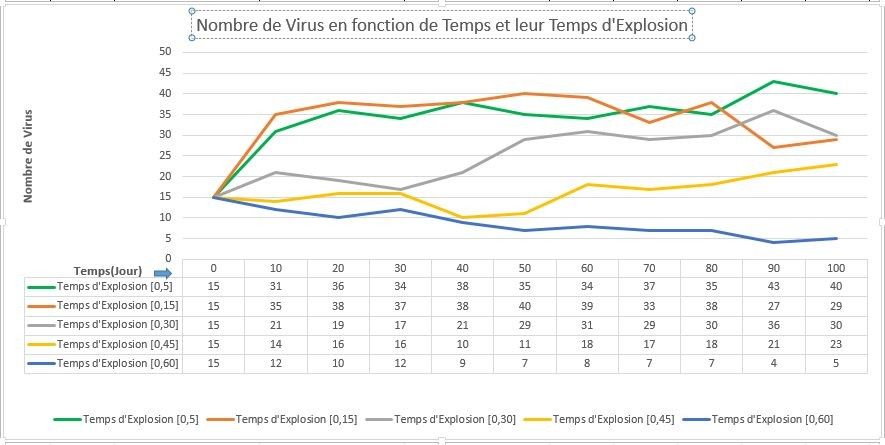 Nombre de Virus en fonction de Temps et leur Temps d'Explosion
Nombre de Virus
50
45
40
35
30
25
20
15
10
5
0
Temps(Jour) 0 10 20 30 40 50 60 70 80 90 100
Temps d'Explosion [0,5] 15 31 36 34 38 35 34 37 35 43 40
Temps d'Explosion [0,15] 15 35 38 37 38 40 39 33 38 27 29
Temps d'Explosion [0,30] 15 21 19 17 21 29 31 29 30 36 30
Temps d'Explosion [0,45] 15 14 16 16 10 11 18 17 18 21 23
Temps d'Explosion [0,60] 15 12 10 12 9 7 8 7 7 4 5
Temps d'Explosion [0,5] Temps d'Explosion [0,15] Temps d'Explosion [0,30] Temps d'Explosion [0,45] Temps d'Explosion [0,60]